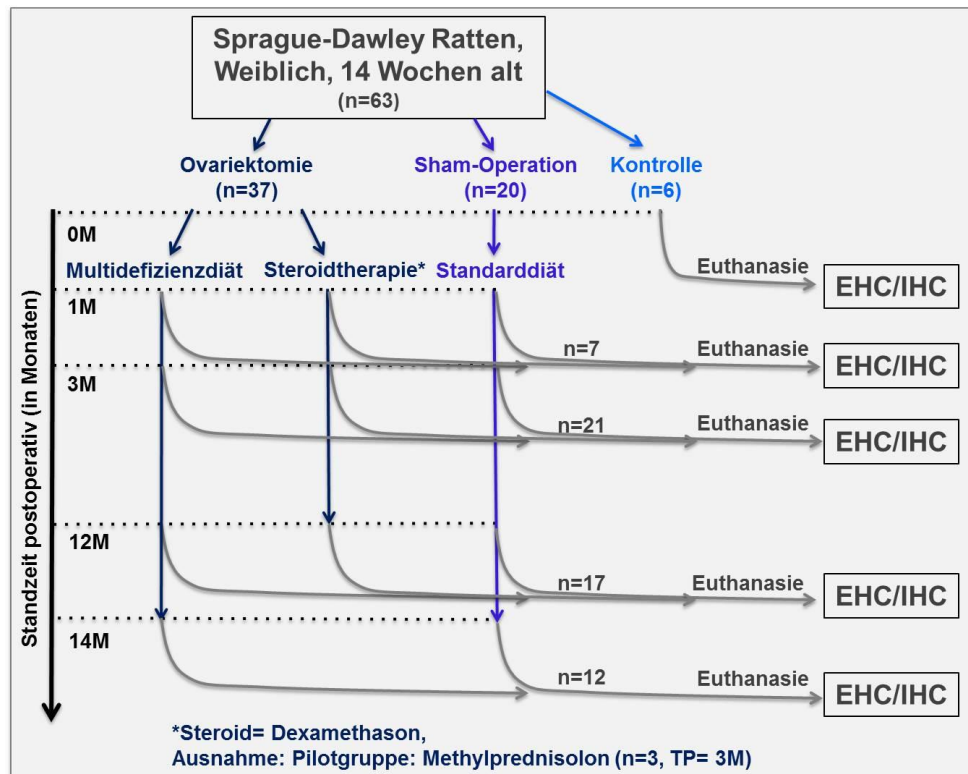 Sprague-Dawley Ratten,
Weiblich, 14 Wochen alt
(n=63)
Ovariektomie
(n=37)
Sham-Operation
(n=20)
Kontrolle
(n=6)
Standzeit postoperativ (in Monaten)
0M
Multidefizienzdiät
Steroidtherapie*
Standarddiät
Euthanasie
EHC/IHC
1M
n=7
Euthanasie
EHC/IHC
3M
n=21
Euthanasie
EHC/IHC
12M
n=17
Euthanasie
EHC/IHC
14M
n=12
Euthanasie
EHC/IHC
*Steroid= Dexamethason,
Ausnahme: Pilotgruppe: Methylprednisolon (n=3, TP= 3M)